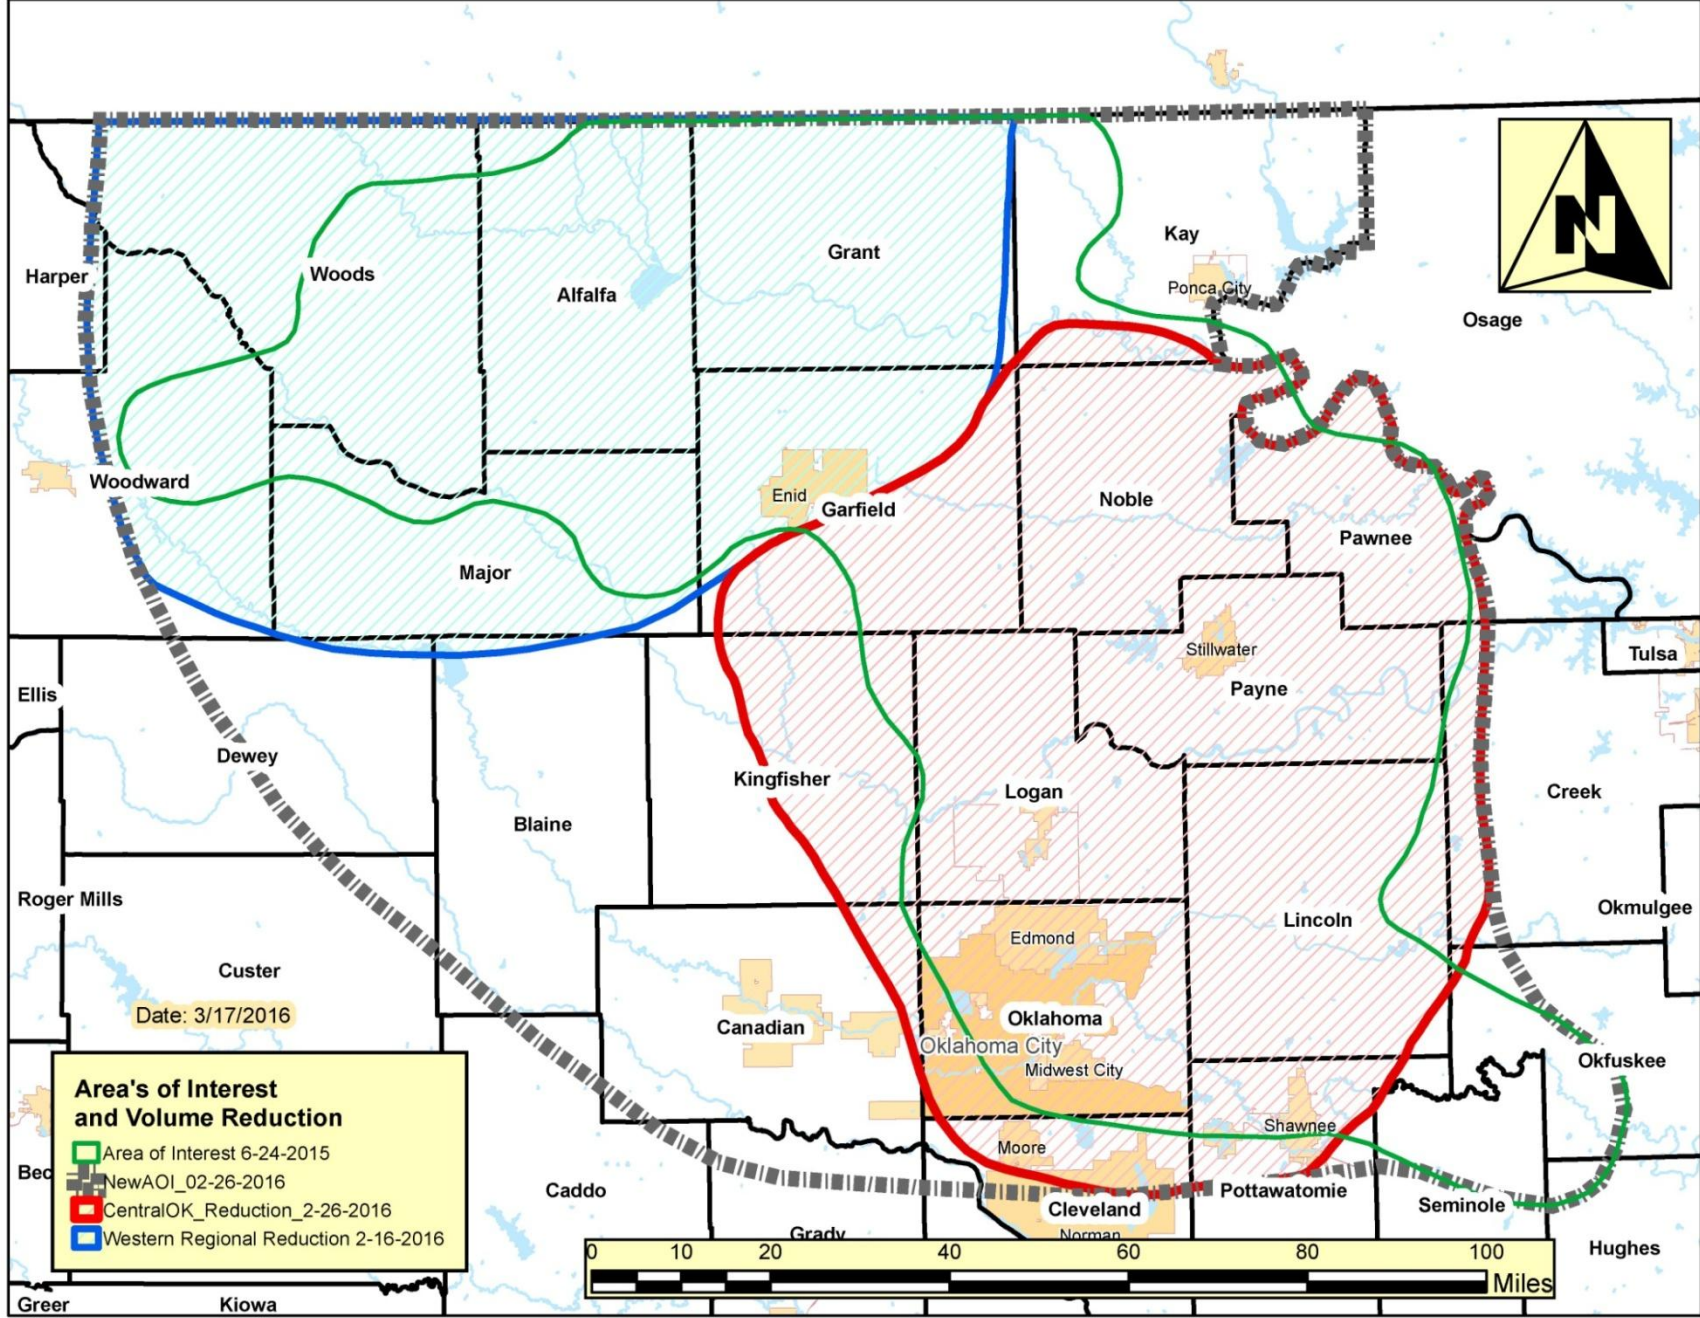 N
Kay
Grant
Harper
Woods
Ponca City
Alfalfa
Osage
Woodward
Enid
Garfield
Noble
Pawnee
Major
Stillwater
Tulsa
Payne
Ellis
Dewey
Kingfisher
Logan
Creek
Blaine
Roger Mills
Okmulgee
Lincoln
Edmond
Custer
Date: 3/17/2016
Canadian
Oklahoma
Oklahoma City
Midwest City
Okfuskee
Area's of Interest
and Volume Reduction
Area of Interest 6-24-2015
NewAOI_02-26-2016
CentralOK_Reduction_2-26-2016
Western Regional Reduction 2-16-2016
Shawnee
Moore
Bec
Caddo
Pottawatomie
Seminole
Cleveland
Grady
Norman
Hughes
0 10 20 40 60 80 100
Miles
Greer
Kiowa